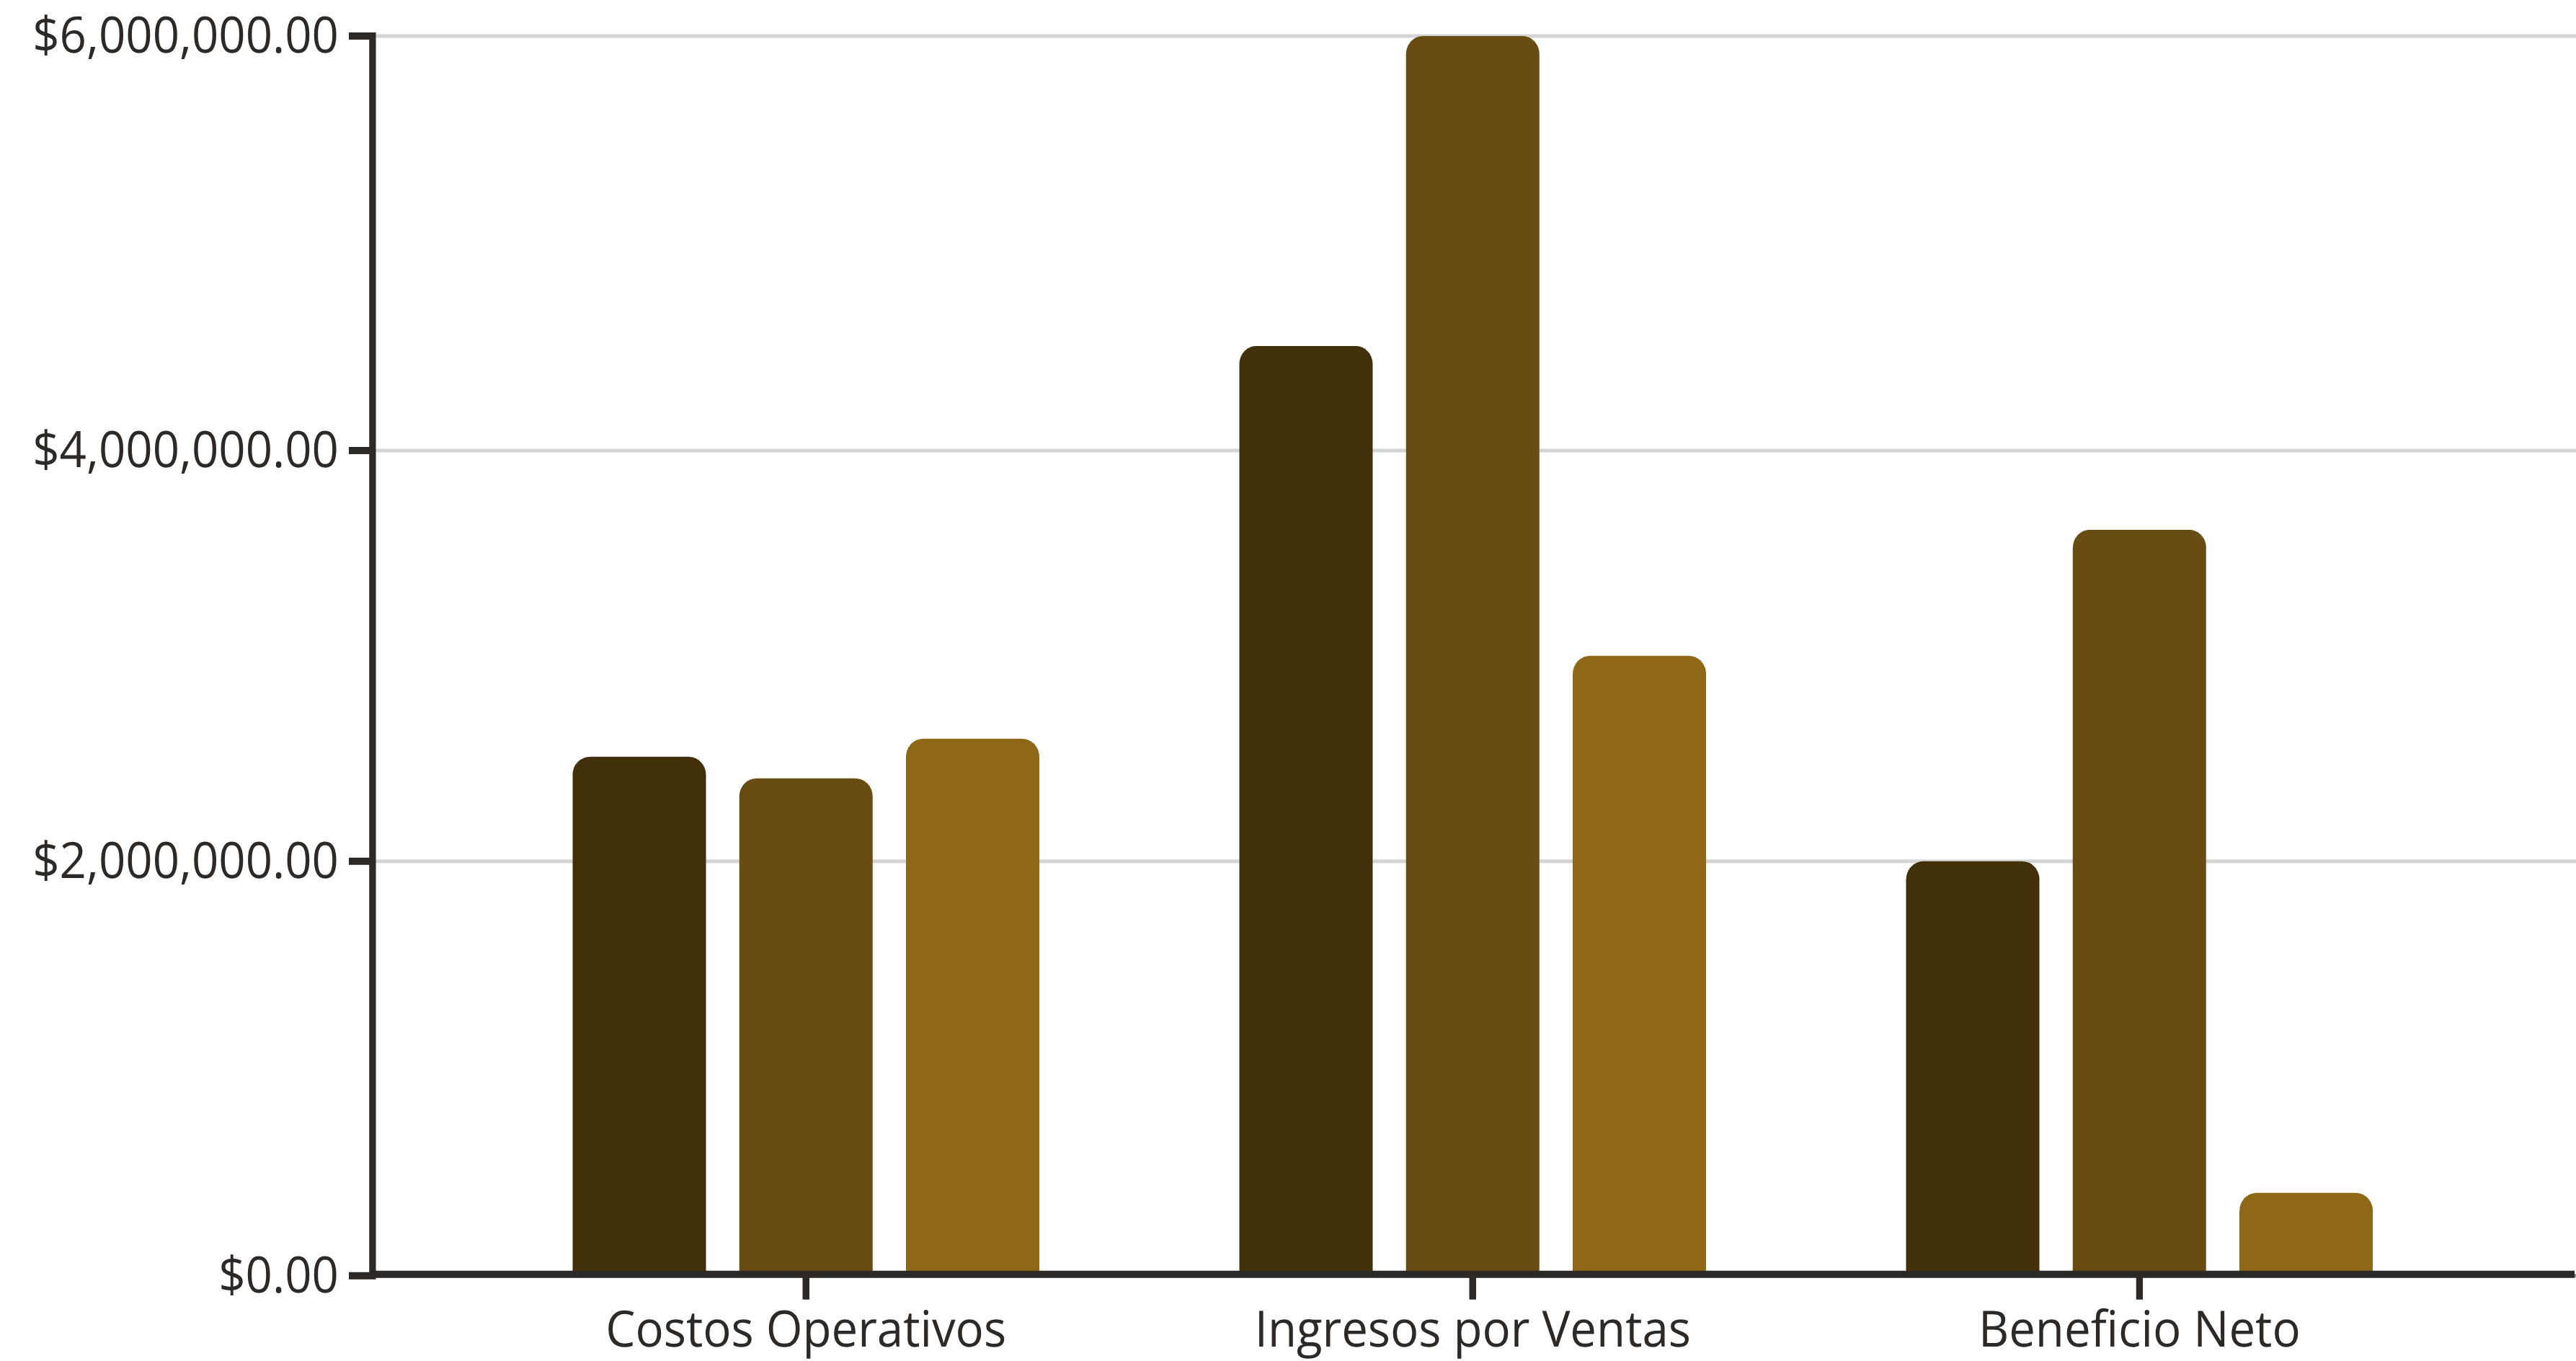 $6,000,000.00
$4,000,000.00
$2,000,000.00
$0.00
Costos Operativos
Ingresos por Ventas
Beneficio Neto